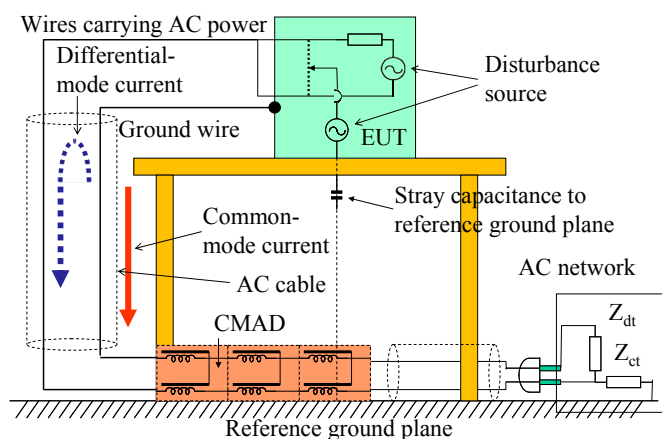 Wires carrying AC power
Differential-
mode current
Disturbance
source
Ground wire
EUT
Stray capacitance to
reference ground plane
Common-
mode current
AC cable
AC network
CMAD
Zdt
Zct
Reference ground plane